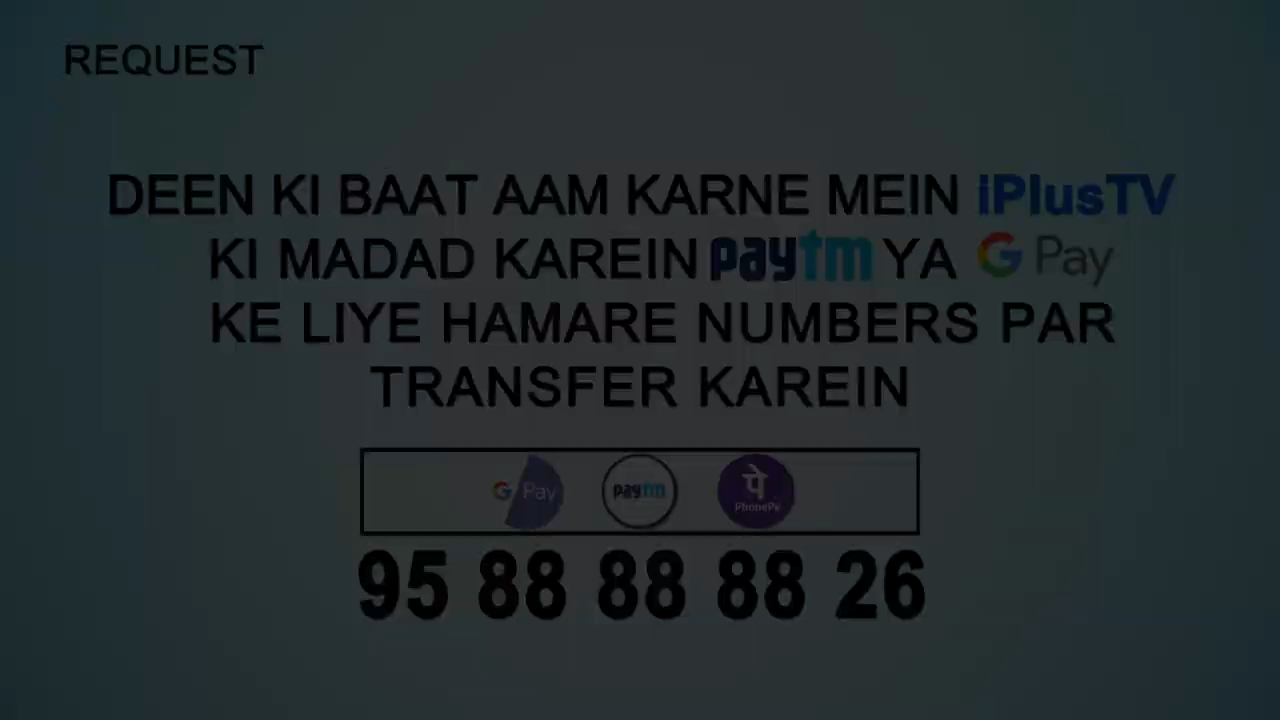 REQUEST
DEEN KI BAAT AAM KARNE MEIN iPlusTV
KI MADAD KAREIN paytm YA G Pay
KE LIYE HAMARE NUMBERS PAR
TRANSFER KAREIN
G Pay paytm पे PhonePe
95 88 88 88 26